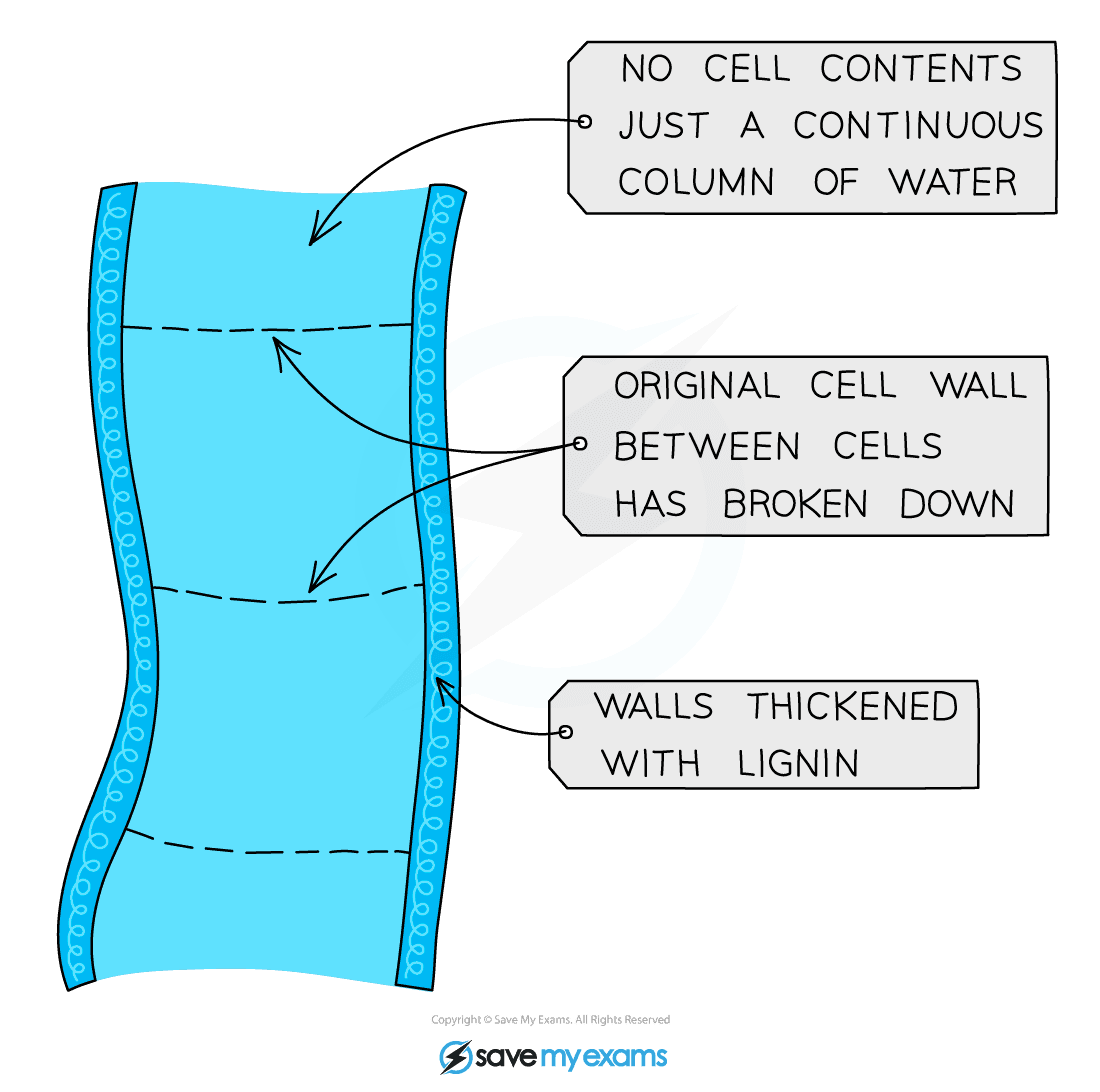 NO CELL CONTENTS
JUST A CONTINUOUS
COLUMN OF WATER
ORIGINAL CELL WALL
BETWEEN CELLS
HAS BROKEN DOWN
WALLS THICKENED
WITH LIGNIN
Copyright © Save My Exams. All Rights Reserved
save my exams